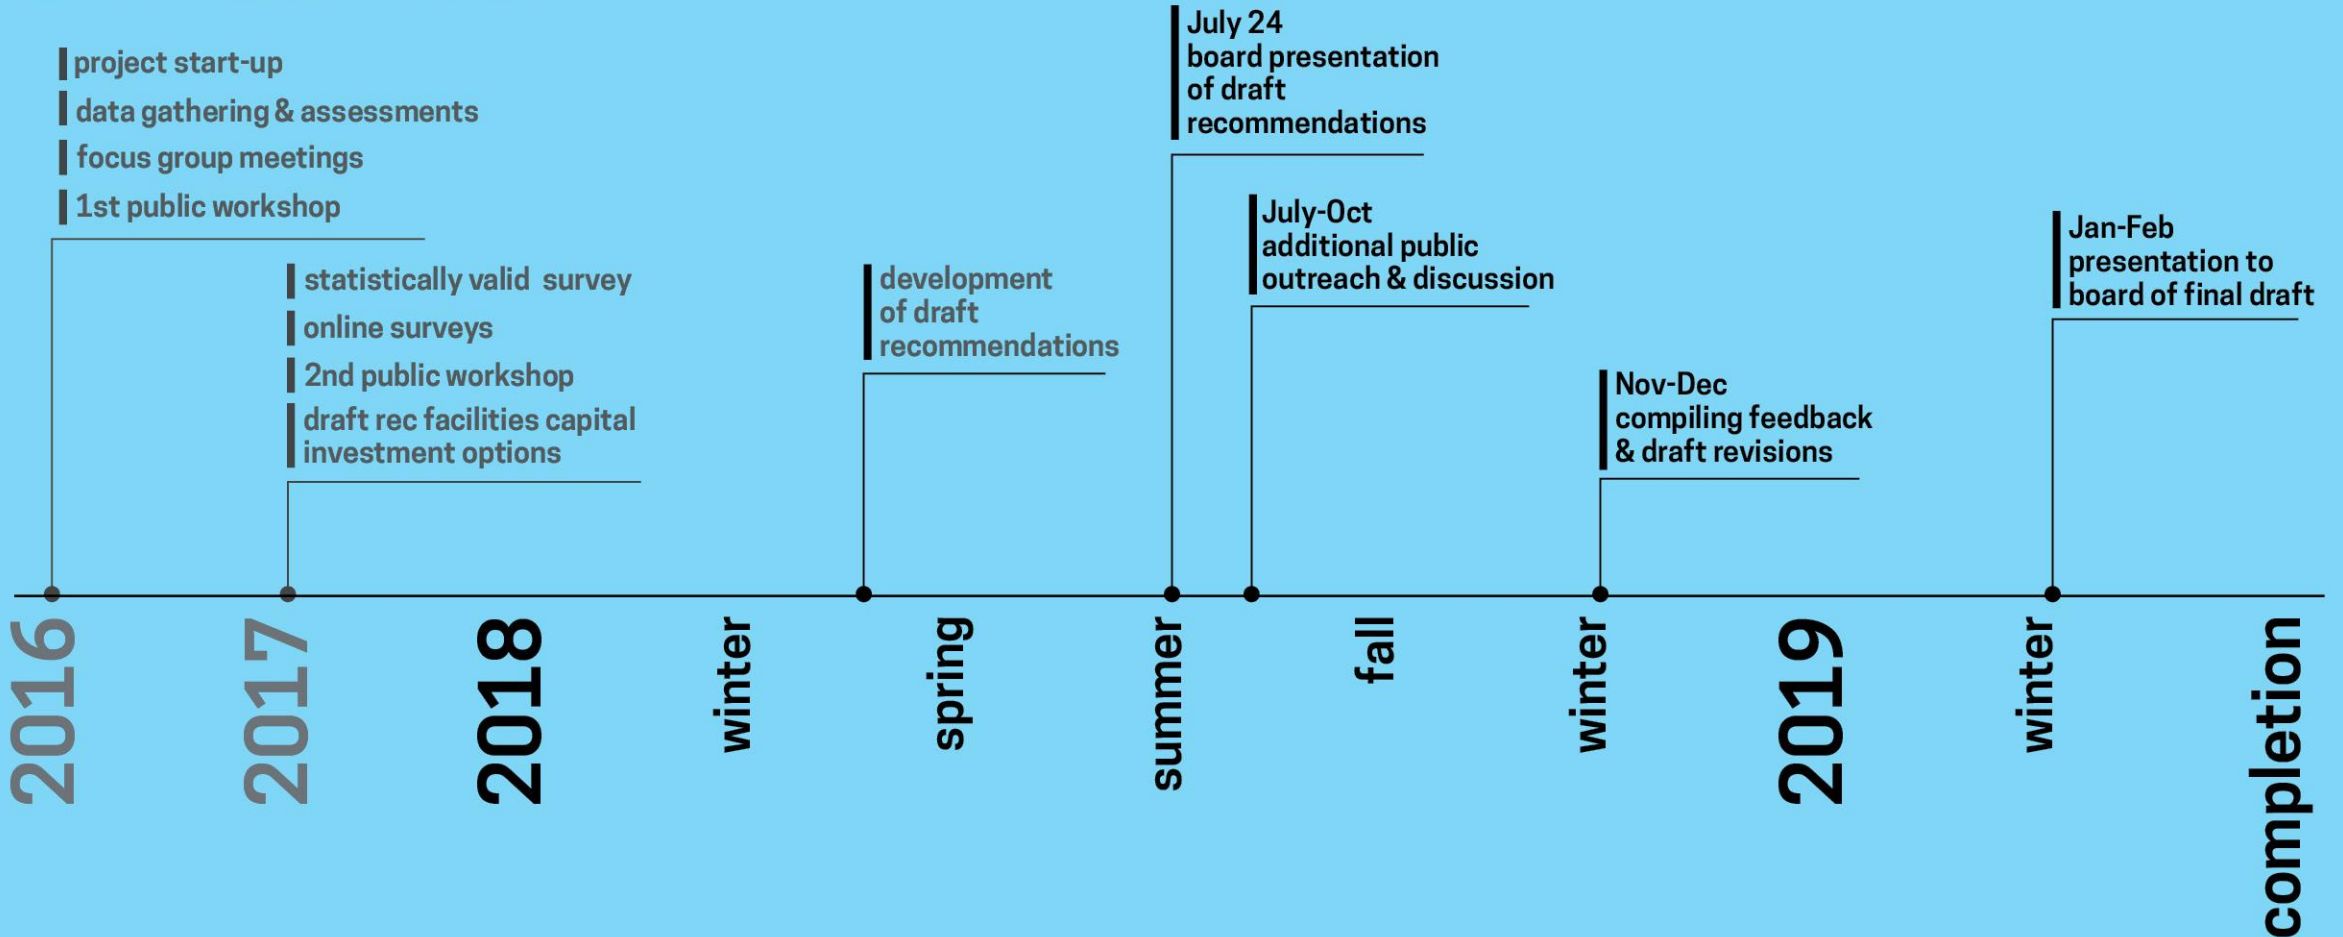 project start-up
data gathering & assessments
focus group meetings
1st public workshop
statistically valid survey
online surveys
2nd public workshop
draft rec facilities capital
investment options
development
of draft
recommendations
July 24
board presentation
of draft
recommendations
July-Oct
additional public
outreach & discussion
Nov-Dec
compiling feedback
& draft revisions
Jan-Feb
presentation to
board of final draft
2016
2017
2018
winter
spring
summer
fall
winter
2019
winter
completion